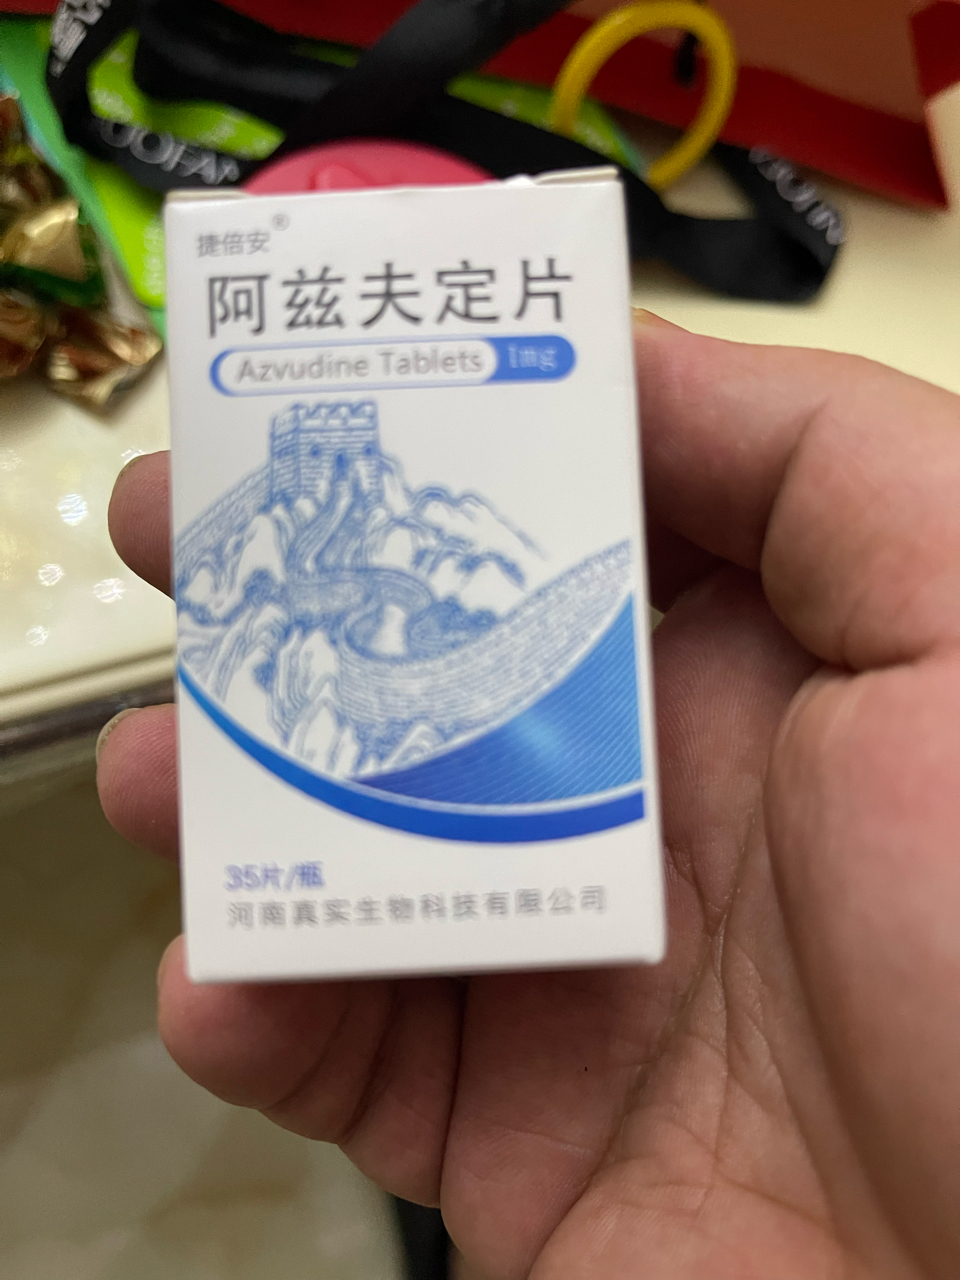 捷倍安®
阿兹夫定片
Azvudine Tablets 1mg
35片/瓶
河南真实生物科技有限公司